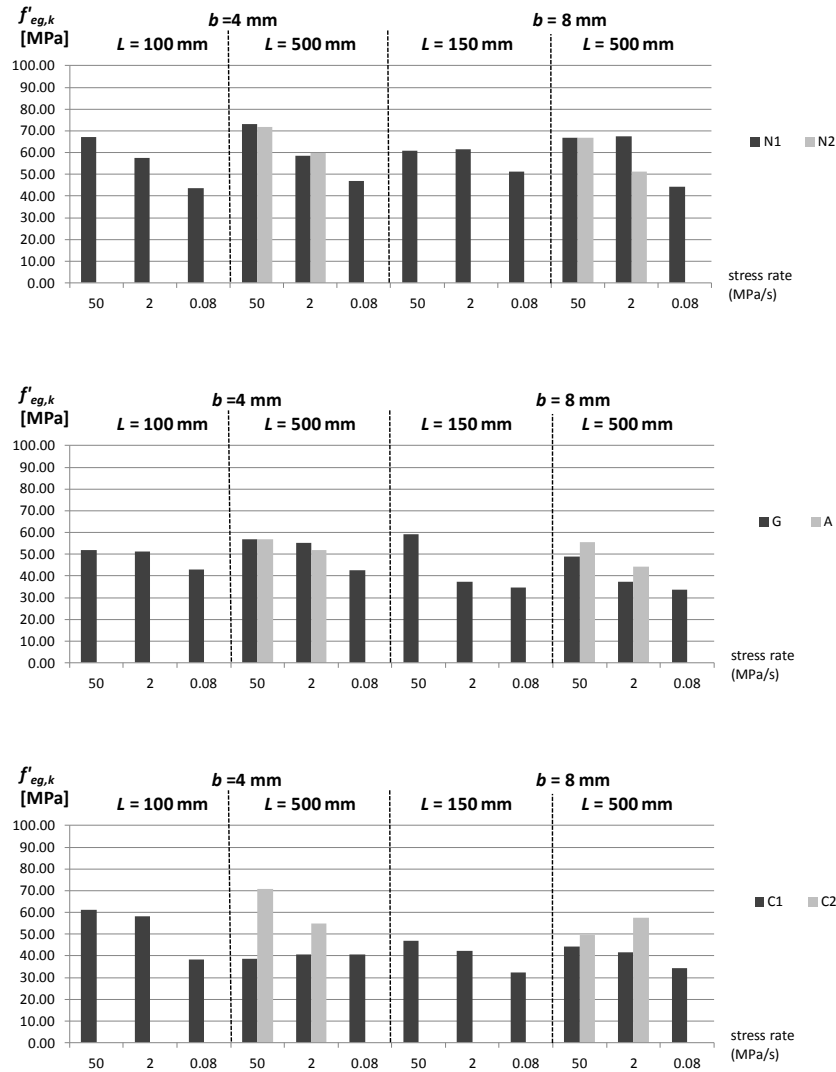 f'eg,k
[MPa]
b =4 mm
b = 8 mm
L = 100 mm
L = 500 mm
L = 150 mm
L = 500 mm
100.00
90.00
80.00
70.00
60.00
50.00
40.00
30.00
20.00
10.00
0.00
50 2 0.08 50 2 0.08 50 2 0.08 50 2 0.08
N1 N2
stress rate
(MPa/s)
f'eg,k
[MPa]
b =4 mm
b = 8 mm
L = 100 mm
L = 500 mm
L = 150 mm
L = 500 mm
100.00
90.00
80.00
70.00
60.00
50.00
40.00
30.00
20.00
10.00
0.00
50 2 0.08 50 2 0.08 50 2 0.08 50 2 0.08
G A
stress rate
(MPa/s)
f'eg,k
[MPa]
b =4 mm
b = 8 mm
L = 100 mm
L = 500 mm
L = 150 mm
L = 500 mm
100.00
90.00
80.00
70.00
60.00
50.00
40.00
30.00
20.00
10.00
0.00
50 2 0.08 50 2 0.08 50 2 0.08 50 2 0.08
C1 C2
stress rate
(MPa/s)